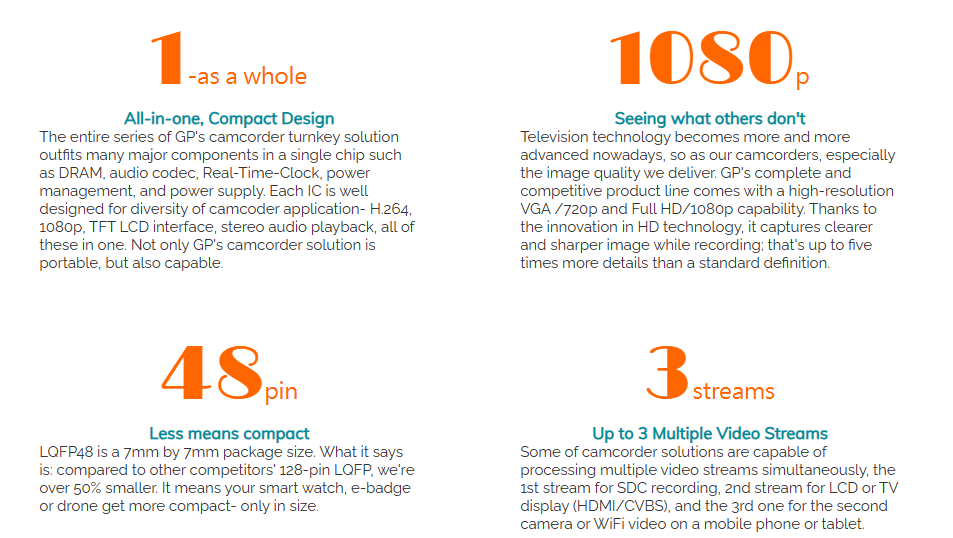 1-as a whole
All-in-one, Compact Design
The entire series of GP's camcorder turnkey solution
outfits many major components in a single chip such
as DRAM, audio codec, Real-Time-Clock, power
management, and power supply. Each IC is well
designed for diversity of camcoder application- H.264,
1080p, TFT LCD interface, stereo audio playback, all of
these in one. Not only GP's camcorder solution is
portable, but also capable.
1080p
Seeing what others don't
Television technology becomes more and more
advanced nowadays, so as our camcorders, especially
the image quality we deliver. GP's complete and
competitive product line comes with a high-resolution
VGA /720p and Full HD/1080p capability. Thanks to
the innovation in HD technology, it captures clearer
and sharper image while recording; that's up to five
times more details than a standard definition.
48pin
Less means compact
LQFP48 is a 7mm by 7mm package size. What it says
is: compared to other competitors' 128-pin LQFP, we're
over 50% smaller. It means your smart watch, e-badge
or drone get more compact- only in size.
3 streams
Up to 3 Multiple Video Streams
Some of camcorder solutions are capable of
processing multiple video streams simultaneously, the
1st stream for SDC recording, 2nd stream for LCD or TV
display (HDMI/CVBS), and the 3rd one for the second
camera or WiFi video on a mobile phone or tablet.